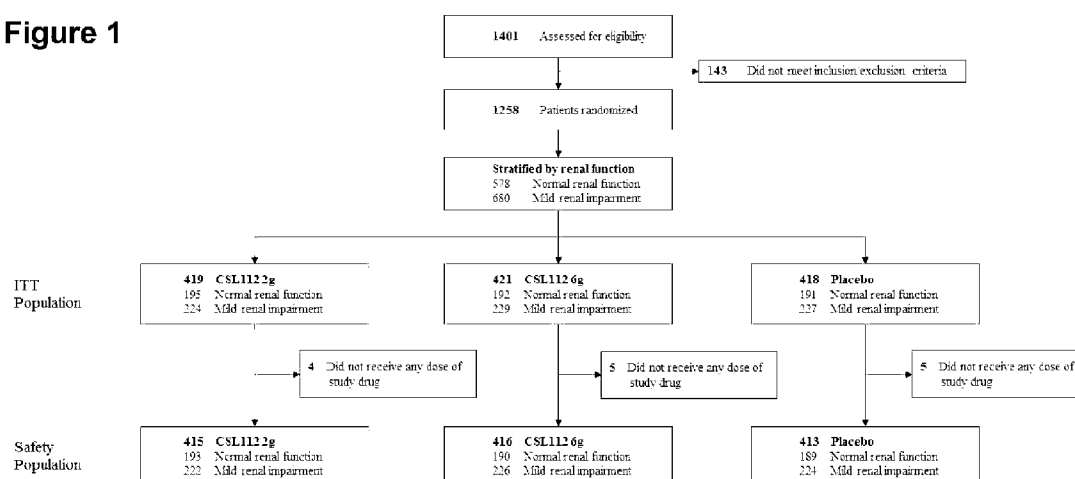 Figure 1
1401 Assessed for eligibility
143 Did not meet inclusion exclusion criteria
1258 Patients randomized
Stratified by renal function
578 Normal renal function
680 Mild renal impairment
ITT
Population
419 CSL112 2g
195 Normal renal function
224 Mild renal impairment
421 CSL112 6g
192 Normal renal function
229 Mild renal impairment
418 Placebo
191 Normal renal function
227 Mild renal impairment
4 Did not receive any dose of
study drug
5 Did not receive any dose of
study drug
5 Did not receive any dose of
study drug
Safety
Population
415 CSL112 2g
193 Normal renal function
222 Mild renal impairment
416 CSL112 6g
190 Normal renal function
226 Mild renal impairment
413 Placebo
189 Normal renal function
224 Mild renal impairment